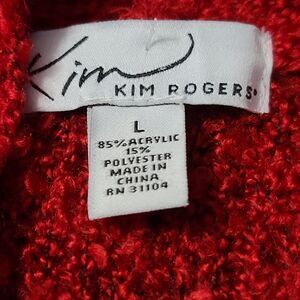 Kim
KIM ROGERS®
L
85% ACRYLIC
15%
POLYESTER
MADE IN
CHINA
RN 31104